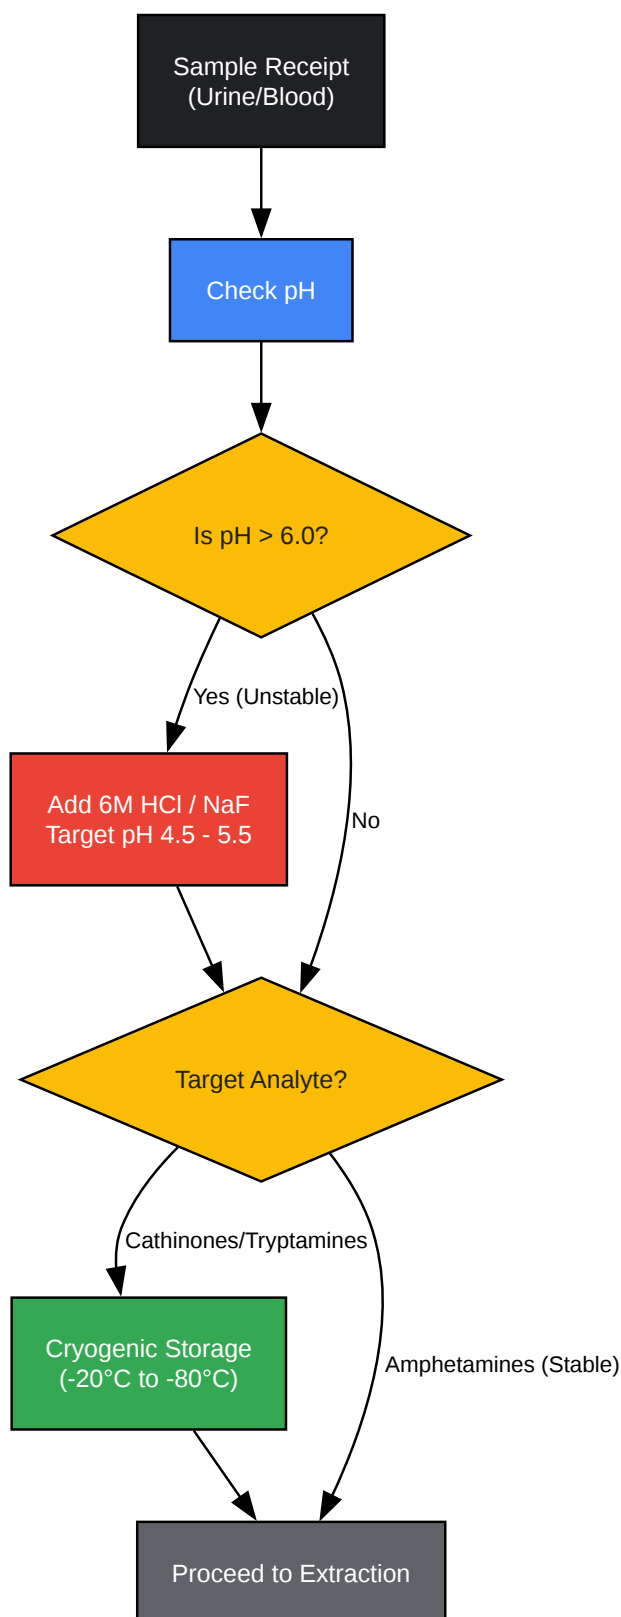 Sample Receipt
(Urine/Blood)
Check pH
Is pH > 6.0?
Yes (Unstable)
Add 6M HCl / NaF
Target pH 4.5 - 5.5
No
Target Analyte?
Cathinones/Tryptamines
Cryogenic Storage
(-20°C to -80°C)
Amphetamines (Stable)
Proceed to Extraction